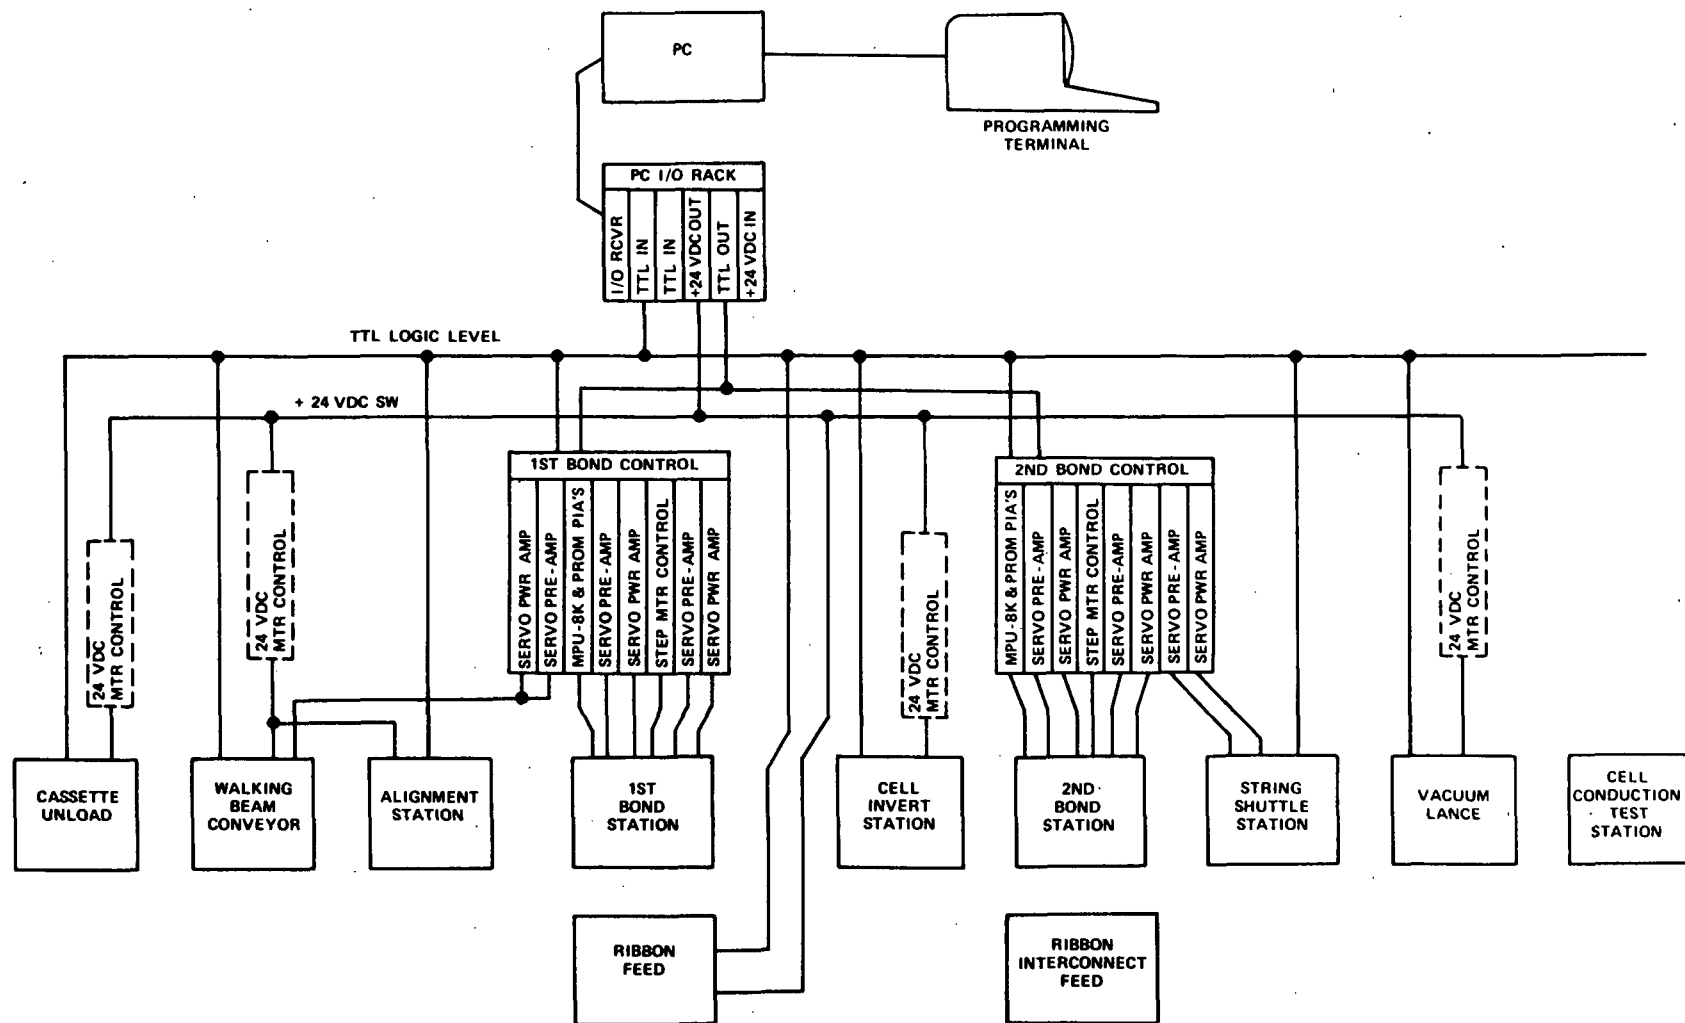 PC
PROGRAMMING
TERMINAL
PC I/O RACK
I/O RCVR
TTL IN
TTL IN
+24 VDC OUT
TTL OUT
+24 VDC IN
TTL LOGIC LEVEL
+ 24 VDC SW
24 VDC
MTR CONTROL
24 VDC
MTR CONTROL
1ST BOND CONTROL
SERVO PWR AMP
SERVO PRE-AMP
MPU-8K & PROM PIA'S
SERVO PRE-AMP
SERVO PWR AMP
STEP MTR CONTROL
SERVO PRE-AMP
SERVO PWR AMP
24 VDC
MTR CONTROL
2ND BOND CONTROL
MPU-8K & PROM PIA'S
SERVO PRE-AMP
SERVO PWR AMP
STEP MTR CONTROL
SERVO PRE-AMP
SERVO PWR AMP
SERVO PRE-AMP
SERVO PWR AMP
24 VDC
MTR CONTROL
CASSETTE
UNLOAD
WALKING
BEAM
CONVEYOR
ALIGNMENT
STATION
1ST
BOND
STATION
CELL
INVERT
STATION
2ND
BOND
STATION
STRING
SHUTTLE
STATION
VACUUM
LANCE
CELL
CONDUCTION
TEST
STATION
RIBBON
FEED
RIBBON
INTERCONNECT
FEED